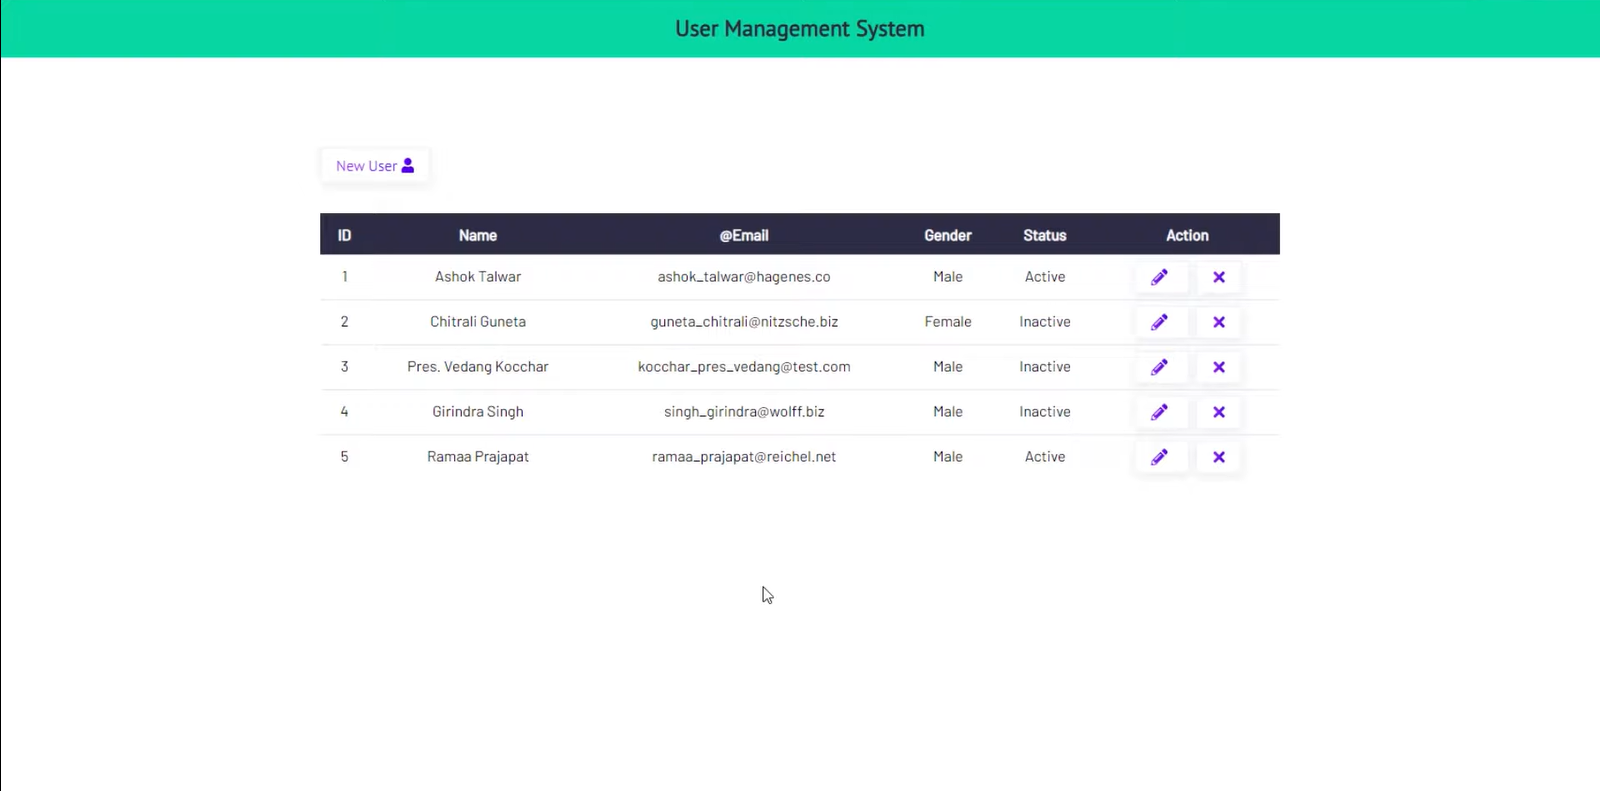 User Management System
New User
ID Name @Email Gender Status Action
1 Ashok Talwar ashok_talwar@hagenes.co Male Active
2 Chitrali Guneta guneta_chitrali@nitzsche.biz Female Inactive
3 Pres. Vedang Kocchar kocchar_pres_vedang@test.com Male Inactive
4 Girindra Singh singh_girindra@wolff.biz Male Inactive
5 Ramaa Prajapat ramaa_prajapat@reichel.net Male Active